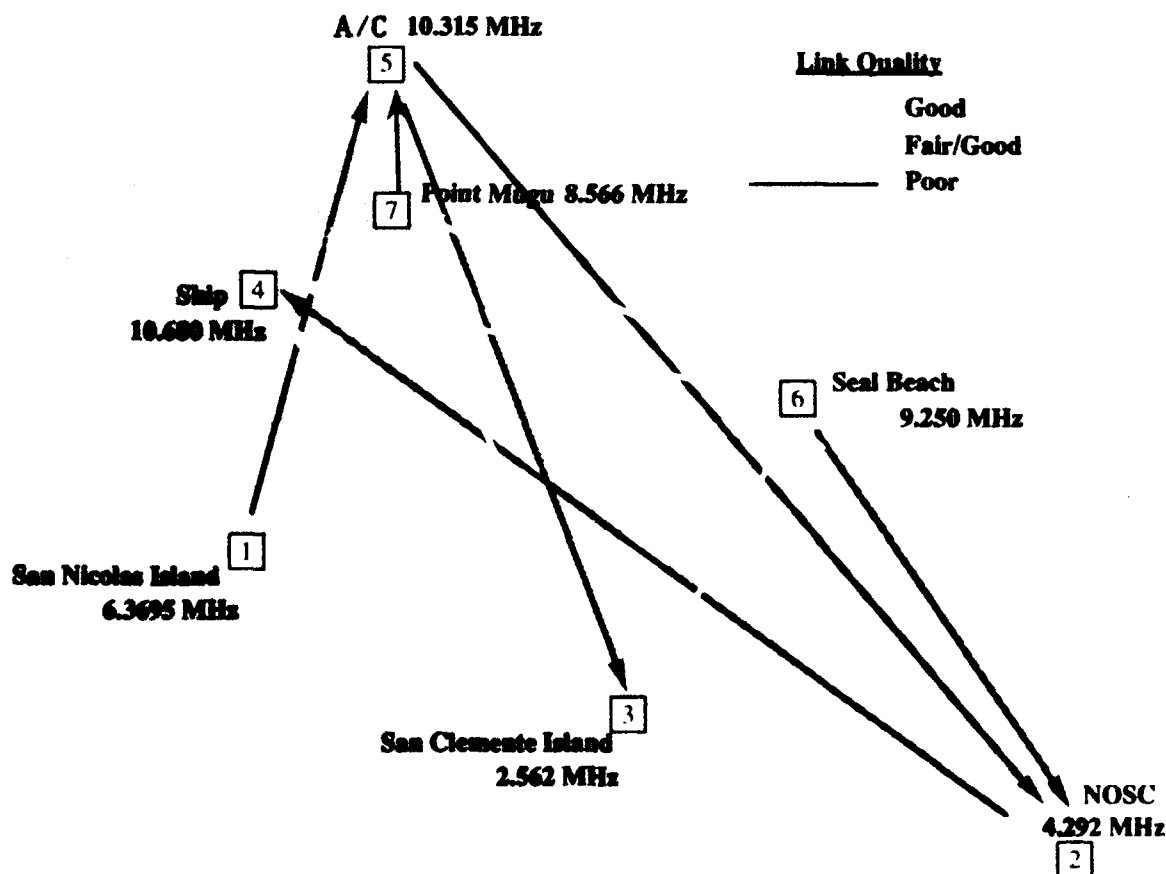 A/C 10.315 MHz
5
Link Quality
Good
Fair/Good
Poor
Point Mugu 8.566 MHz
7
Ship 4
10.680 MHz
6 Seal Beach
9.250 MHz
1
San Nicolas Island
6.3695 MHz
3
San Clemente Island
2.562 MHz
NOSC
4.292 MHz
2